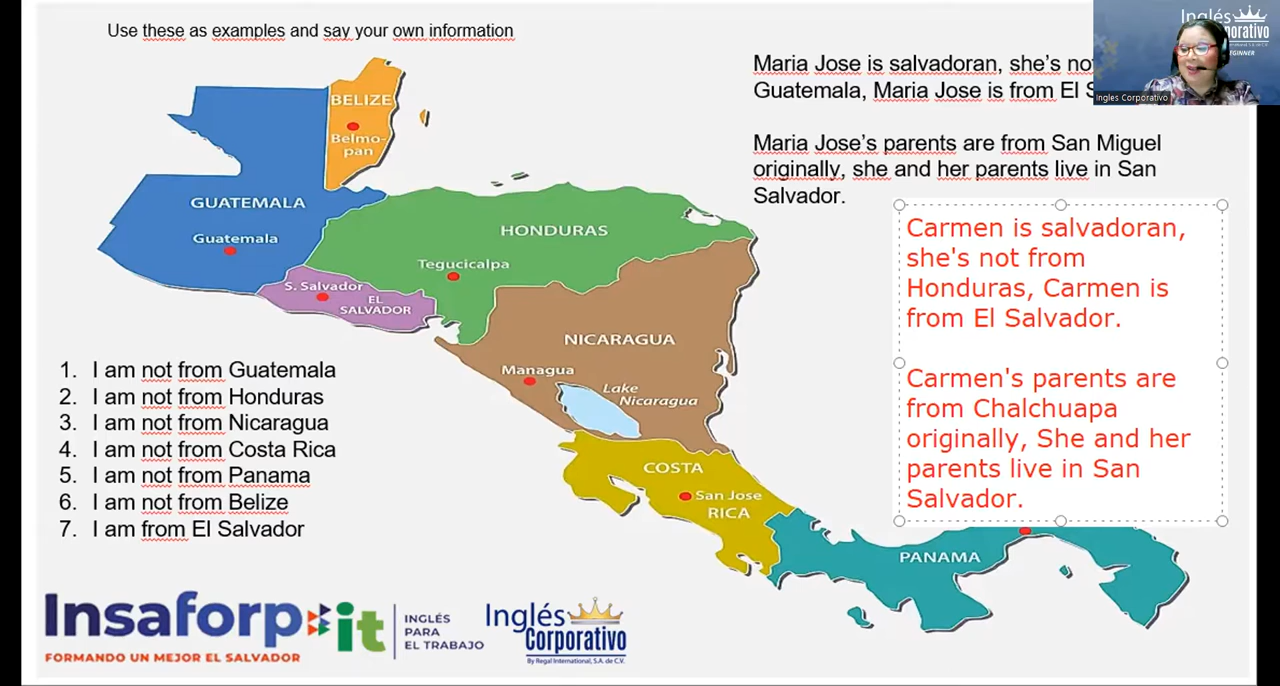 Use these as examples and say your own information
Maria Jose is salvadoran, she's not
Guatemala, Maria Jose is from El S
Maria Jose's parents are from San Miguel
originally, she and her parents live in San
Salvador.
Inglés
Ingles Corporativo
Carmen is salvadoran,
she's not from
Honduras, Carmen is
from El Salvador.
Carmen's parents are
from Chalchuapa
originally, She and her
parents live in San
Salvador.
BELIZE
Belmo-
pan
GUATEMALA
Guatemala
HONDURAS
Tegucicalpa
S. Salvador
EL
SALVADOR
NICARAGUA
Managua
Lake
Nicaragua
COSTA
San Jose
RICA
PANAMA
1. I am not from Guatemala
2. I am not from Honduras
3. I am not from Nicaragua
4. I am not from Costa Rica
5. I am not from Panama
6. I am not from Belize
7. I am from El Salvador
Insaforp it
FORMANDO UN MEJOR EL SALVADOR
INGLÉS
PARA
EL TRABAJO
Inglés
Corporativo
By Regal International, S.A. de C.V.